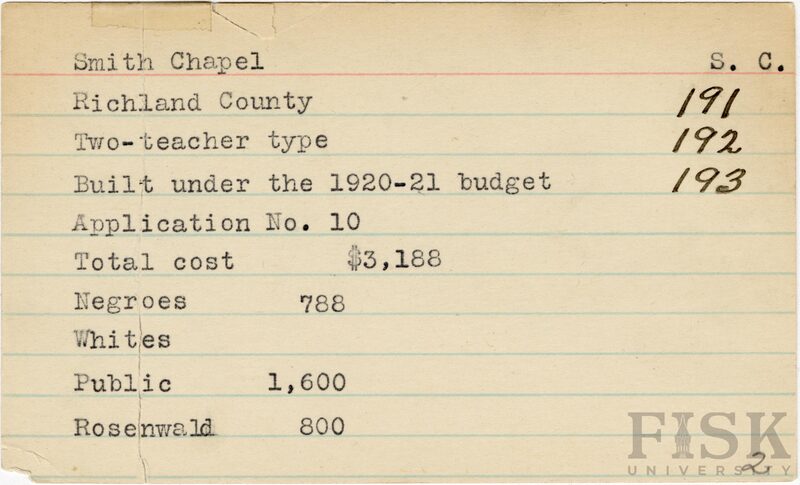 Smith Chapel S. C.
Richland County 191
Two-teacher type 192
Built under the 1920-21 budget 193
Application No. 10
Total cost $3,188
Negroes 788
Whites
Public 1,600
Rosenwald 800
FISK
UNIVERSITY
2